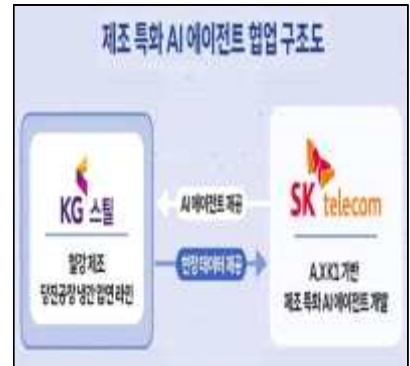 제조 특화 AI 에이전트 협업 구조도
KG 스틸
철강 제조
당진공장 냉간 압연 라인
AI 에이전트 제공
현장 데이터 제공
SK telecom
A.X K1 기반
제조 특화 AI 에이전트 개발